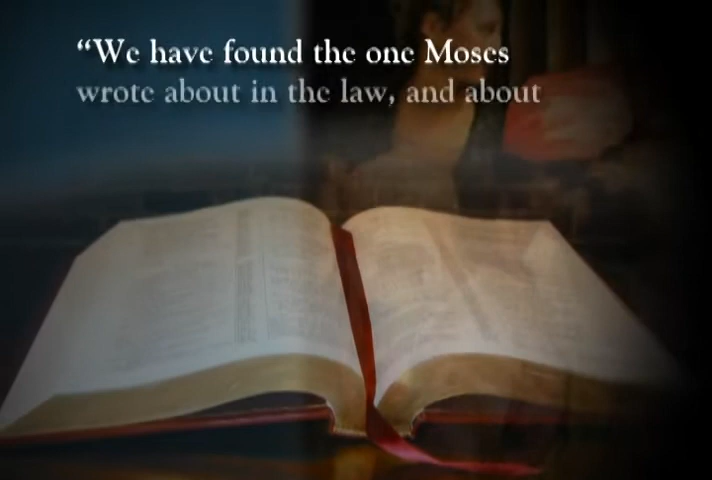 “We have found the one Moses
wrote about in the law, and about